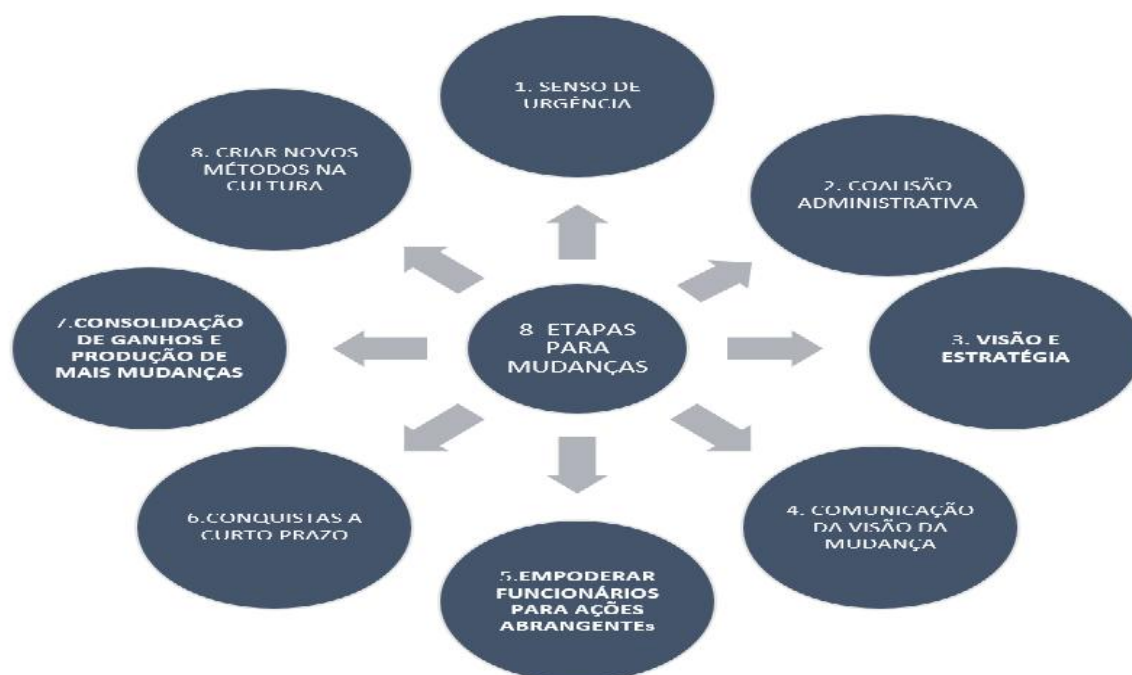 1. SENSO DE
URGÊNCIA
2. COALISÃO
ADMINISTRATIVA
3. VISÃO E
ESTRATÉGIA
4. COMUNICAÇÃO
DA VISÃO DA
MUDANÇA
5.EMPODERAR
FUNCIONÁRIOS
PARA AÇÕES
ABRANGENTEs
6.CONQUISTAS A
CURTO PRAZO
7.CONSOLIDAÇÃO
DE GANHOS E
PRODUÇÃO DE
MAIS MUDANÇAS
8. CRIAR NOVOS
MÉTODOS NA
CULTURA
8 ETAPAS
PARA
MUDANÇAS